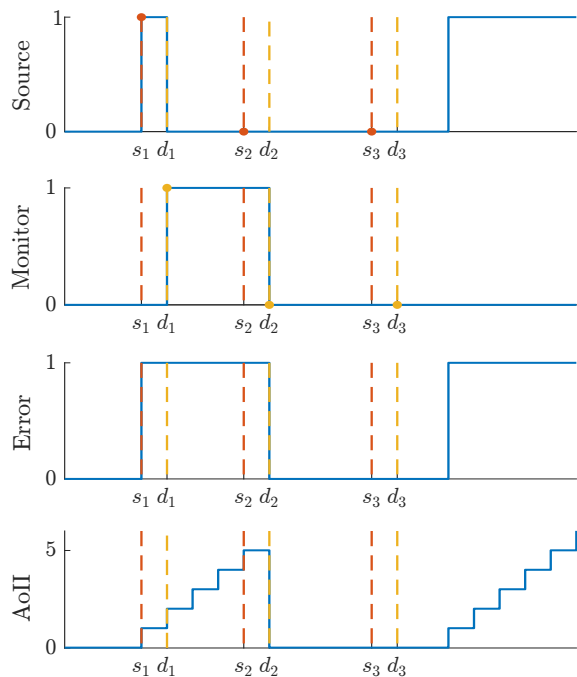 Source
1
0
s₁ d₁ s₂ d₂ s₃ d₃
Monitor
1
0
s₁ d₁ s₂ d₂ s₃ d₃
Error
1
0
s₁ d₁ s₂ d₂ s₃ d₃
AoII
5
0
s₁ d₁ s₂ d₂ s₃ d₃